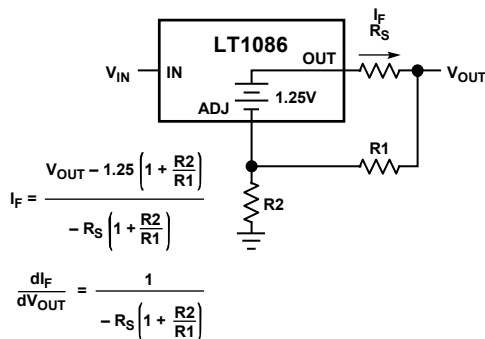 I_F
R_S
LT1086
OUT
V_IN
IN
V_OUT
1.25V
ADJ
R1
R2
I_F = (V_OUT – 1.25 (1 + R2/R1)) / (– R_S (1 + R2/R1))
dI_F/dV_OUT = 1 / (– R_S (1 + R2/R1))